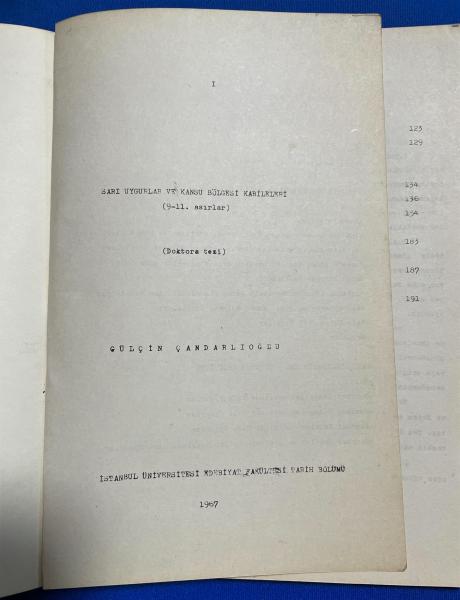 I
SARI UYGURLAR VE KANSU BÖLGESİ KABİLELERİ
(9-11. asırlar)
(Doktora tezi)
GÜLÇİN ÇANDARLIOĞLU
İSTANBUL ÜNİVERSİTESİ EDEBİYAT FAKÜLTESİ TARİH BÖLÜMÜ
1967
123
129
134
136
154
183
187
191